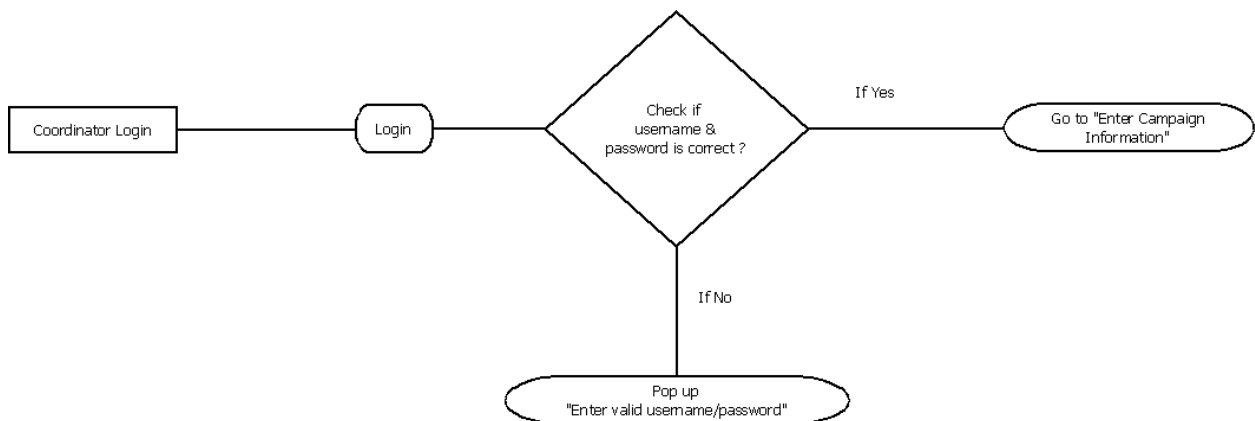 Coordinator Login
Login
Check if
username &
password is correct ?
If Yes
Go to "Enter Campaign
Information"
If No
Pop up
"Enter valid username/password"